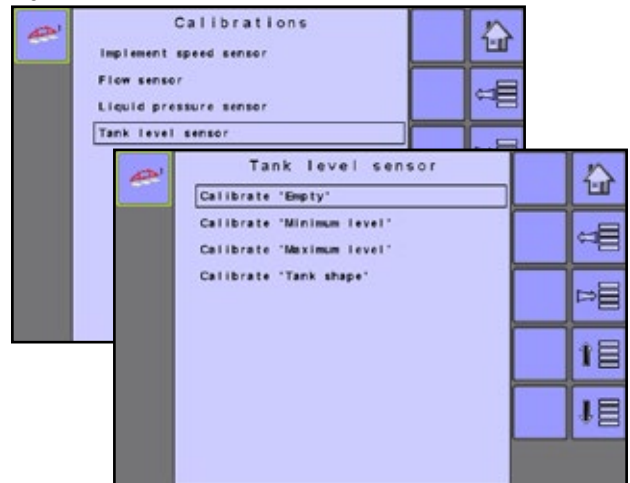 Calibrations
Implement speed sensor
Flow sensor
Liquid pressure sensor
Tank level sensor
Tank level sensor
Calibrate "Empty"
Calibrate "Minimum level"
Calibrate "Maximum level"
Calibrate "Tank shape"